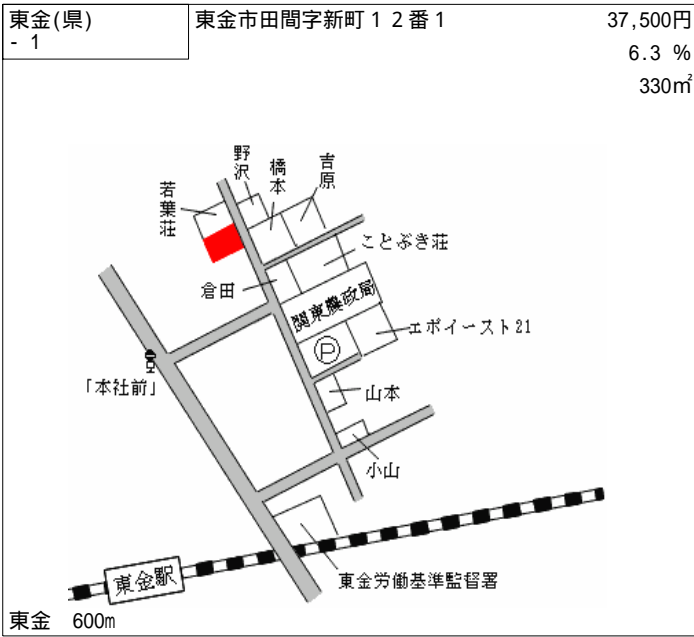 東金(県)
- 1
東金市田間字新町12番1
37,500円
6.3 %
330㎡
野沢
橋本
吉原
若葉荘
ことぶき荘
倉田
関東農政局
エポイースト21
P
「本社前」
山本
小山
東金労働基準監督署
東金駅
東金 600m